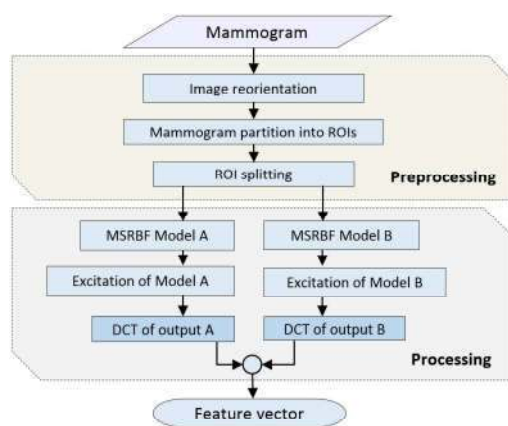 Mammogram
Image reorientation
Mammogram partition into ROIs
ROI splitting
Preprocessing
MSRBF Model A
MSRBF Model B
Excitation of Model A
Excitation of Model B
DCT of output A
DCT of output B
Processing
Feature vector